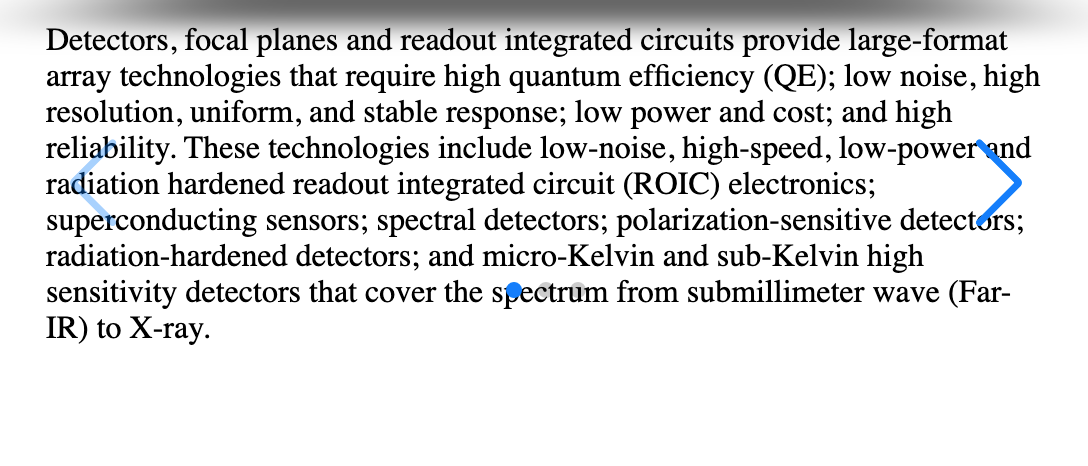 Detectors, focal planes and readout integrated circuits provide large-format
array technologies that require high quantum efficiency (QE); low noise, high
resolution, uniform, and stable response; low power and cost; and high
reliability. These technologies include low-noise, high-speed, low-power and
radiation hardened readout integrated circuit (ROIC) electronics;
superconducting sensors; spectral detectors; polarization-sensitive detectors;
radiation-hardened detectors; and micro-Kelvin and sub-Kelvin high
sensitivity detectors that cover the spectrum from submillimeter wave (Far-
IR) to X-ray.